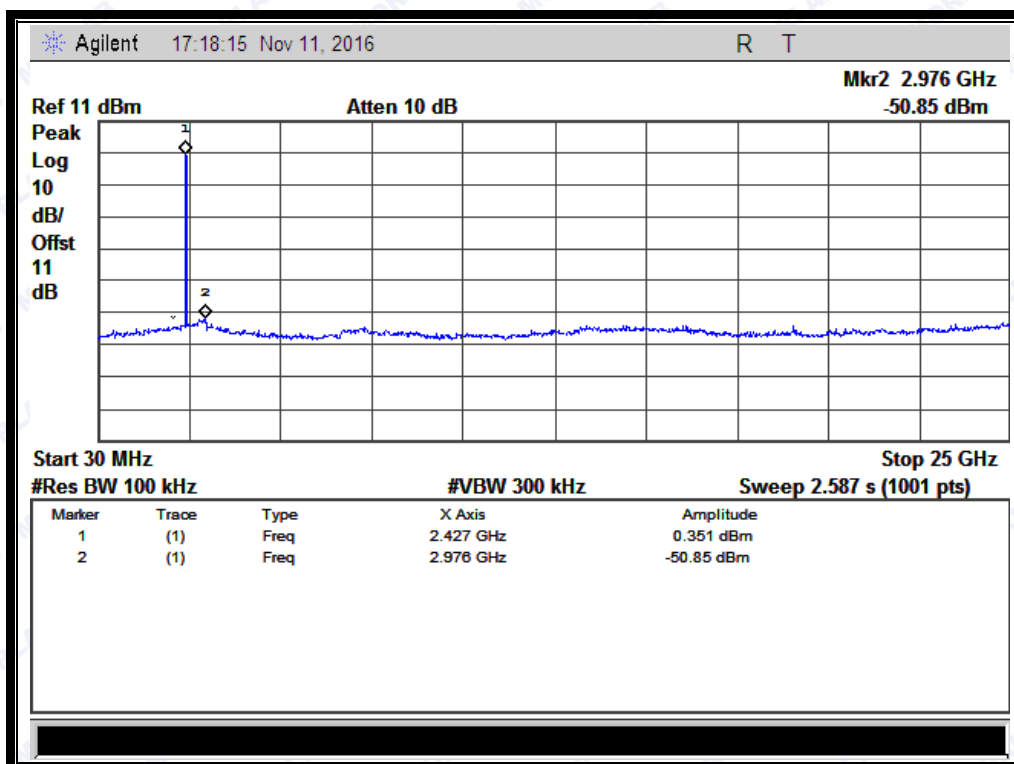 Agilent 17:18:15 Nov 11, 2016 R T
Mkr2 2.976 GHz
Ref 11 dBm Atten 10 dB -50.85 dBm
Peak
Log
10
dB/
Offst
11
dB
1
2
Start 30 MHz Stop 25 GHz
#Res BW 100 kHz #VBW 300 kHz Sweep 2.587 s (1001 pts)
Marker Trace Type X Axis Amplitude
1 (1) Freq 2.427 GHz 0.351 dBm
2 (1) Freq 2.976 GHz -50.85 dBm